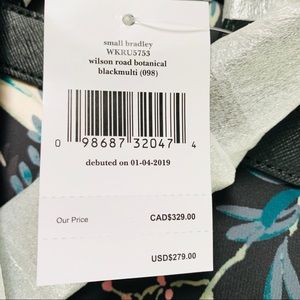 small bradley
WKRU5753
wilson road botanical
blackmulti (098)
0 98687 32047 4
debuted on 01-04-2019
Our Price CAD$329.00
USD$279.00